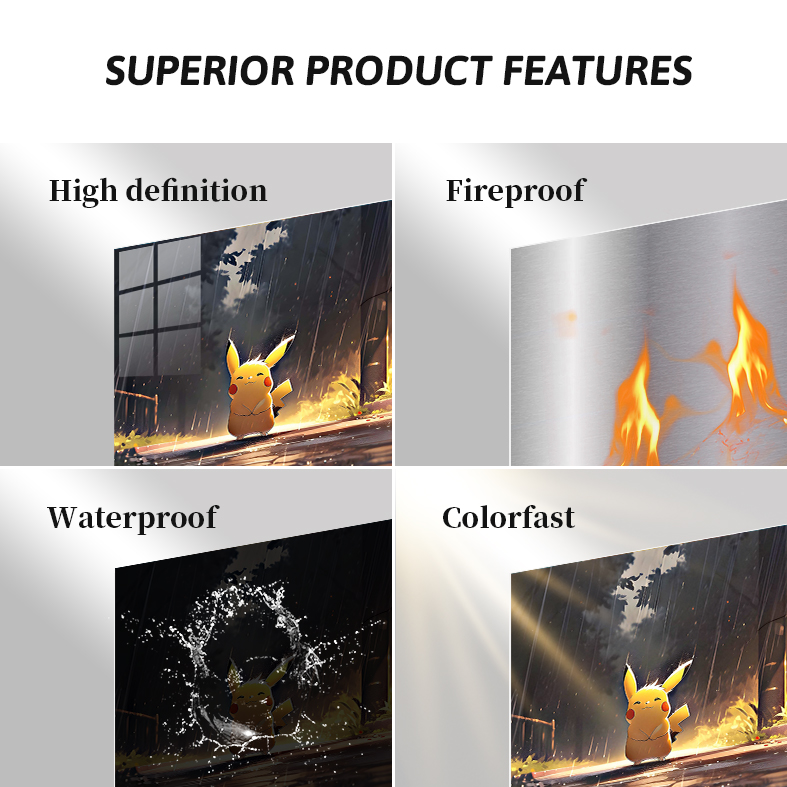 SUPERIOR PRODUCT FEATURES
High definition
Fireproof
Waterproof
Colorfast